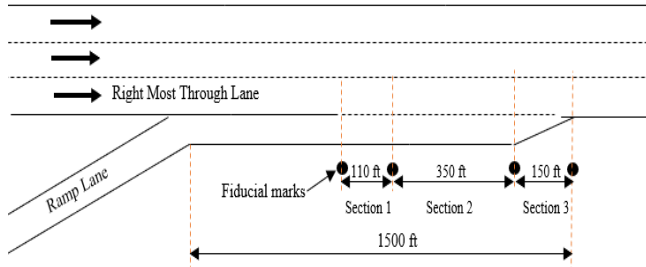 Right Most Through Lane
Ramp Lane
Fiducial marks
110 ft
350 ft
150 ft
Section 1
Section 2
Section 3
1500 ft